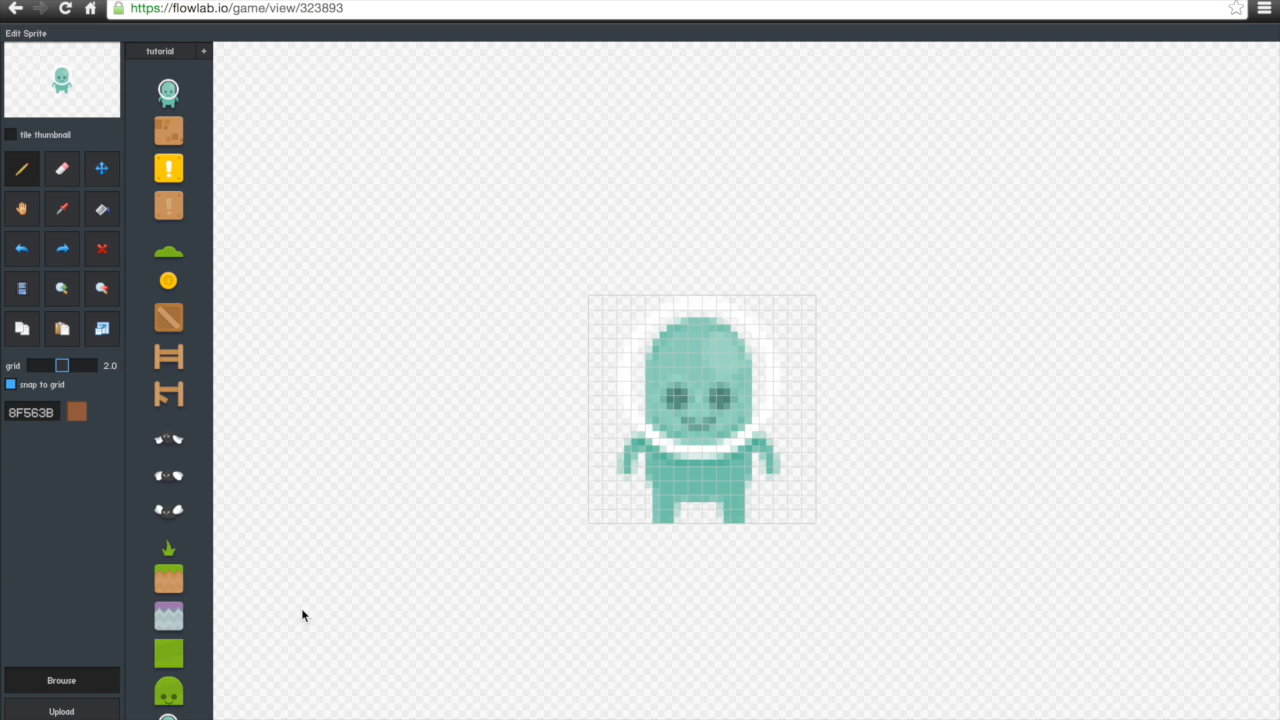 https://flowlab.io/game/view/323893
Edit Sprite
tutorial +
tile thumbnail
grid 2.0
snap to grid
8F563B
Browse
Upload